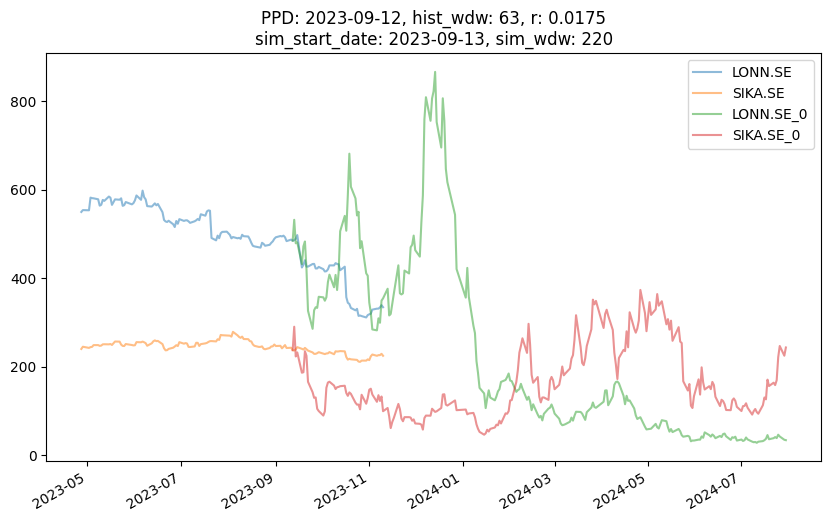 PPD: 2023-09-12, hist_wdw: 63, r: 0.0175
sim_start_date: 2023-09-13, sim_wdw: 220
LONN.SE
SIKA.SE
LONN.SE_0
SIKA.SE_0
800
600
400
200
0
2023-05
2023-07
2023-09
2023-11
2024-01
2024-03
2024-05
2024-07